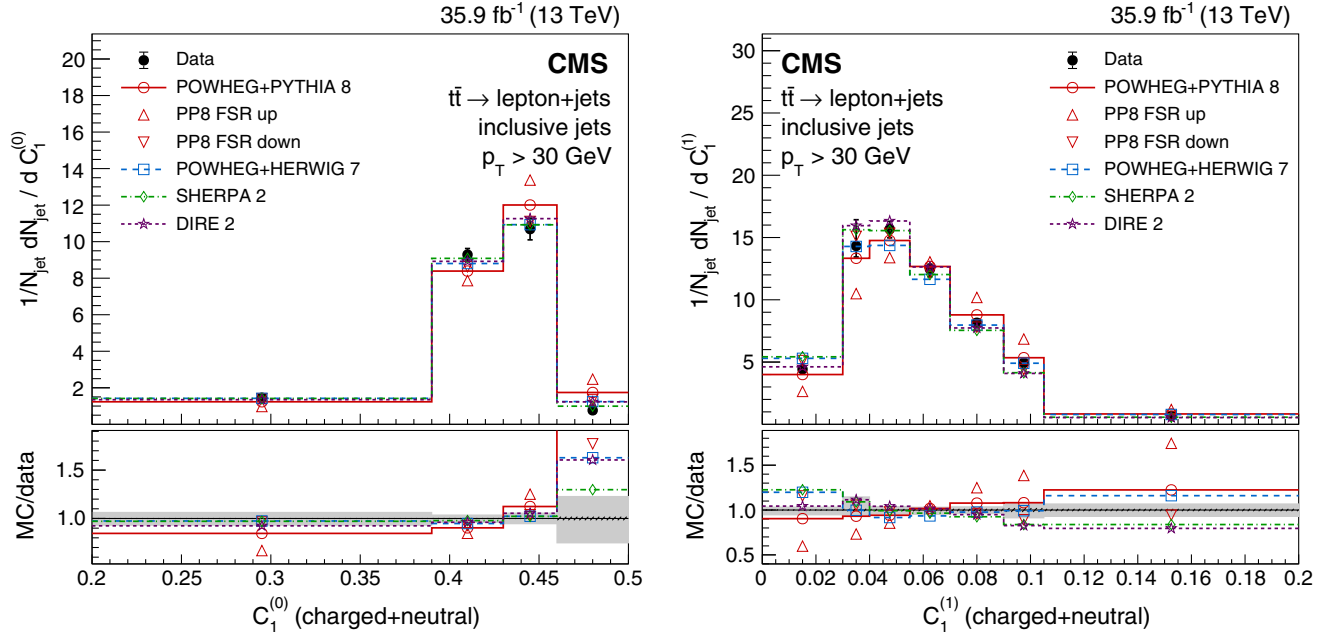 35.9 fb⁻¹ (13 TeV)
1/N_jet dN_jet / d C_1^(0)
20
18
16
14
12
10
8
6
4
2
Data
POWHEG+PYTHIA 8
PP8 FSR up
PP8 FSR down
POWHEG+HERWIG 7
SHERPA 2
DIRE 2
CMS
tt̄ → lepton+jets
inclusive jets
p_T > 30 GeV
MC/data
1.5
1.0
0.2 0.25 0.3 0.35 0.4 0.45 0.5
C_1^(0) (charged+neutral)
35.9 fb⁻¹ (13 TeV)
1/N_jet dN_jet / d C_1^(1)
30
25
20
15
10
5
CMS
tt̄ → lepton+jets
inclusive jets
p_T > 30 GeV
Data
POWHEG+PYTHIA 8
PP8 FSR up
PP8 FSR down
POWHEG+HERWIG 7
SHERPA 2
DIRE 2
MC/data
1.5
1.0
0.5
0 0.02 0.04 0.06 0.08 0.1 0.12 0.14 0.16 0.18 0.2
C_1^(1) (charged+neutral)